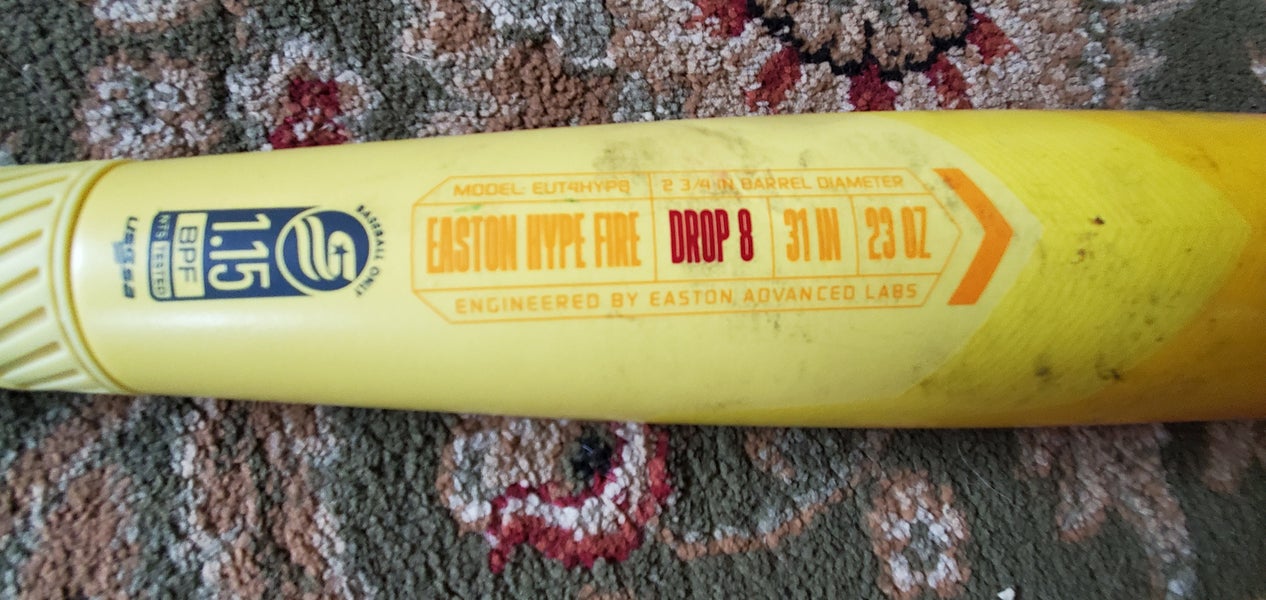 MODEL: EUT4HYP8
2 3/4 IN BARREL DIAMETER
EASTON HYPE FIRE
DROP 8
31 IN
23 OZ
ENGINEERED BY EASTON ADVANCED LABS
BASEBALL ONLY
1.15
BPF
NTS TESTED
USSSA